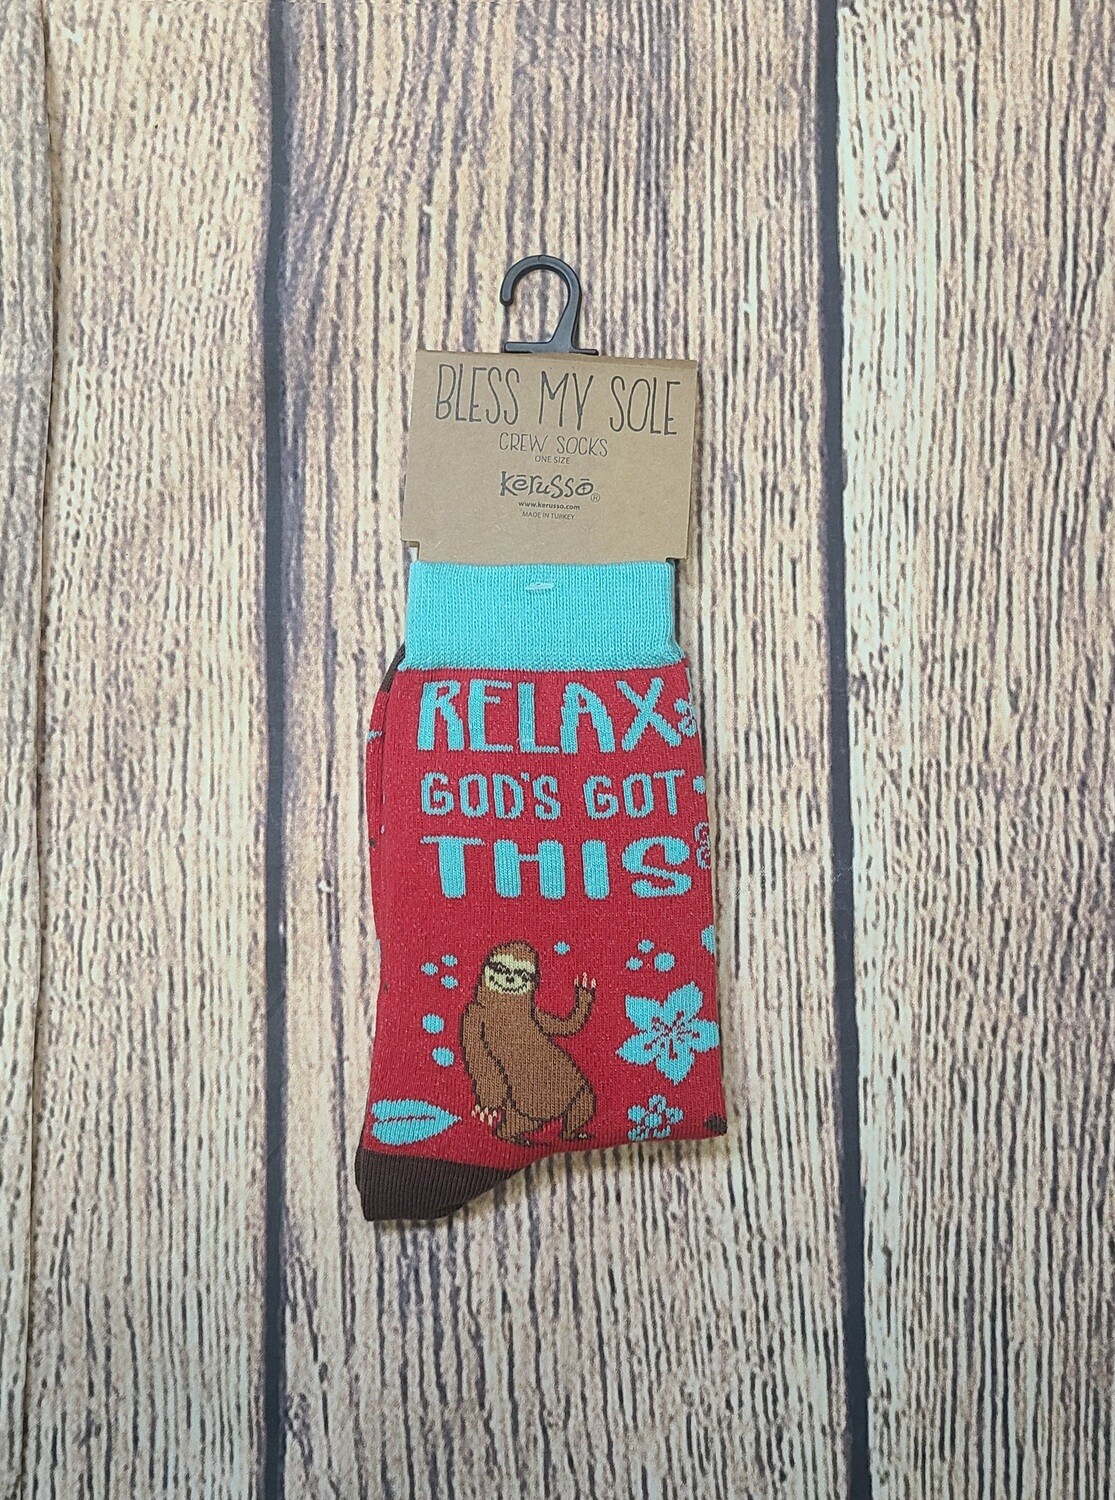 BLESS MY SOLE
CREW SOCKS
ONE SIZE
kerusso®
www.kerusso.com
MADE IN TURKEY
RELAX
GOD'S GOT
THIS